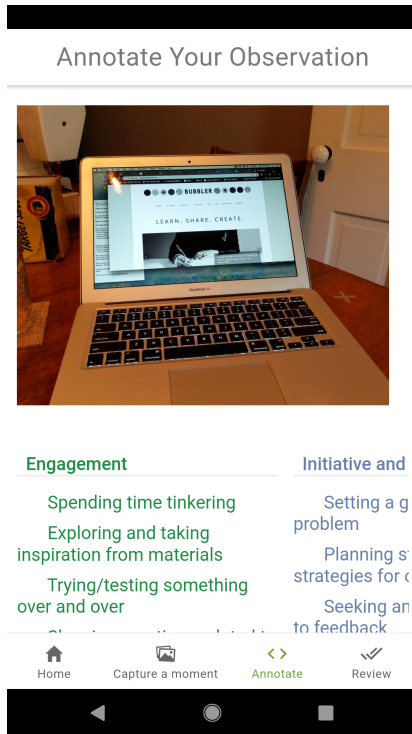 Annotate Your Observation
BUBBLER
LEARN. SHARE. CREATE.
MacBook Air
Engagement
Spending time tinkering
Exploring and taking
inspiration from materials
Trying/testing something
over and over
Initiative and
Setting a g
problem
Planning st
strategies for
Seeking an
to feedback
Home
Capture a moment
Annotate
Review